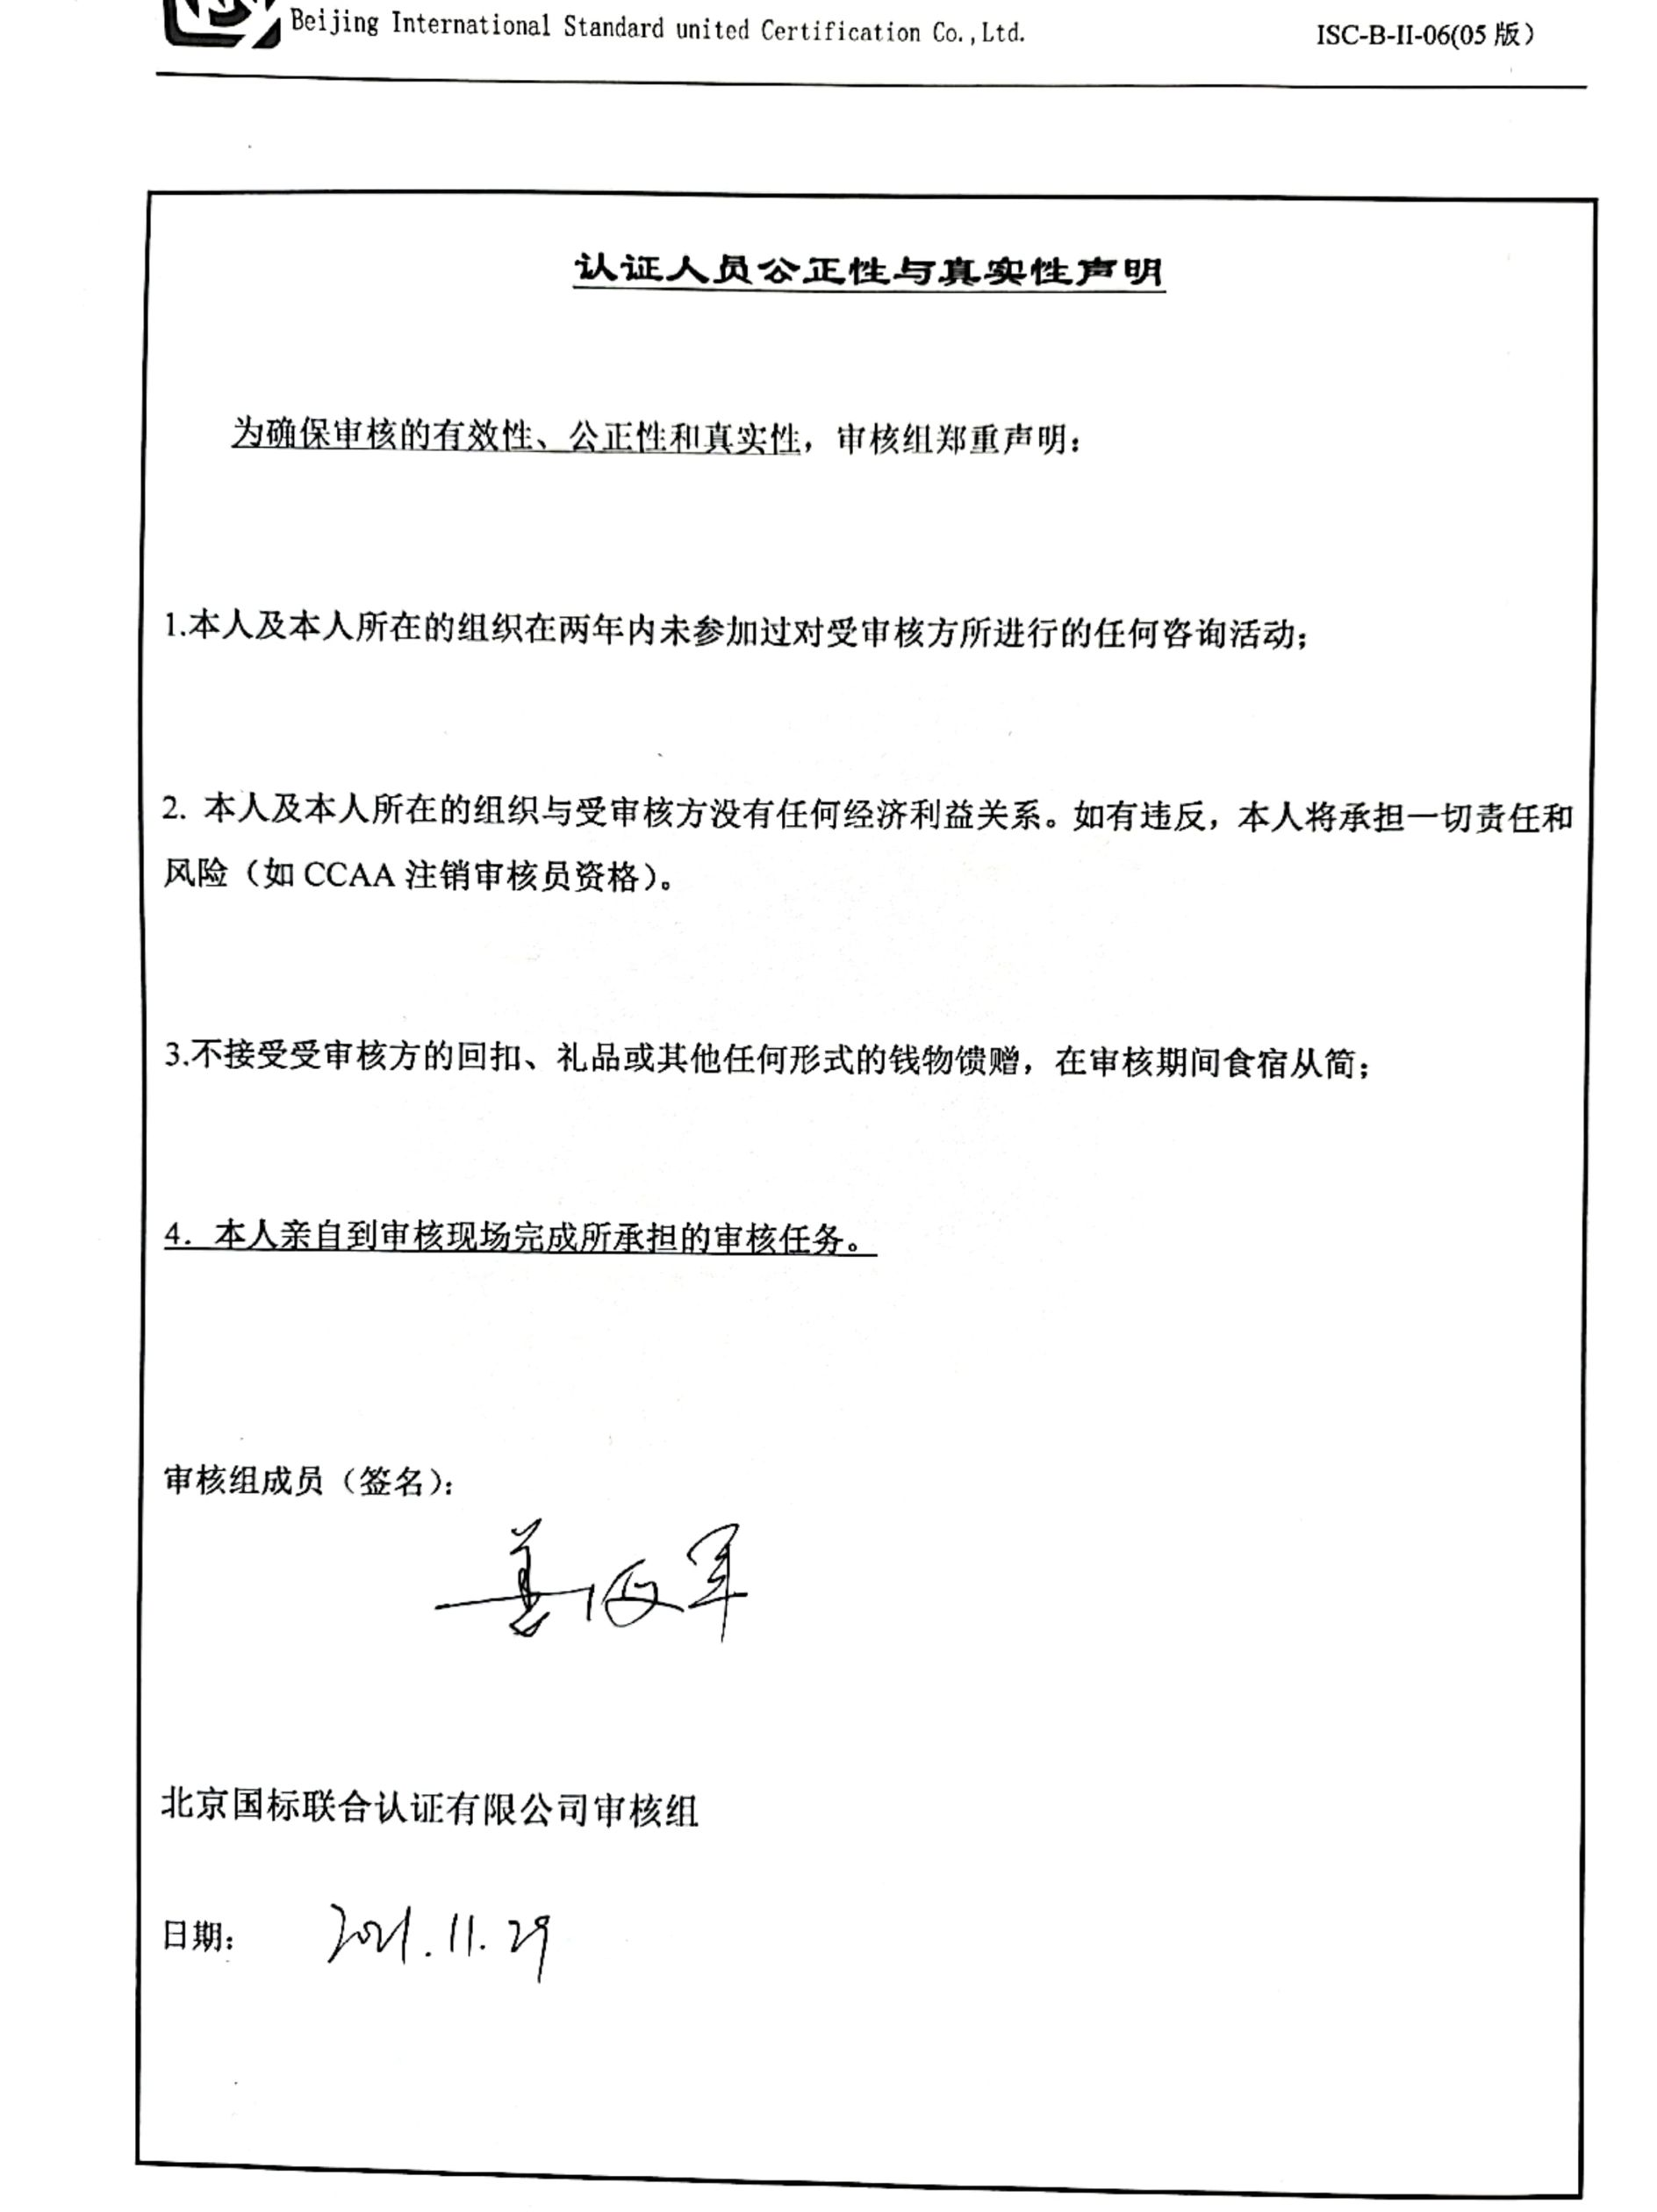 Beijing International Standard united Certification Co.,Ltd.
ISC-B-II-06(05 版)
认证人员公正性与真实性声明
为确保审核的有效性、公正性和真实性，审核组郑重声明：
1.本人及本人所在的组织在两年内未参加过对受审核方所进行的任何咨询活动；
2. 本人及本人所在的组织与受审核方没有任何经济利益关系。如有违反，本人将承担一切责任和
风险（如 CCAA 注销审核员资格）。
3.不接受受审核方的回扣、礼品或其他任何形式的钱物馈赠，在审核期间食宿从简；
4. 本人亲自到审核现场完成所承担的审核任务。
审核组成员（签名）：
北京国标联合认证有限公司审核组
日期： 2021.11.29